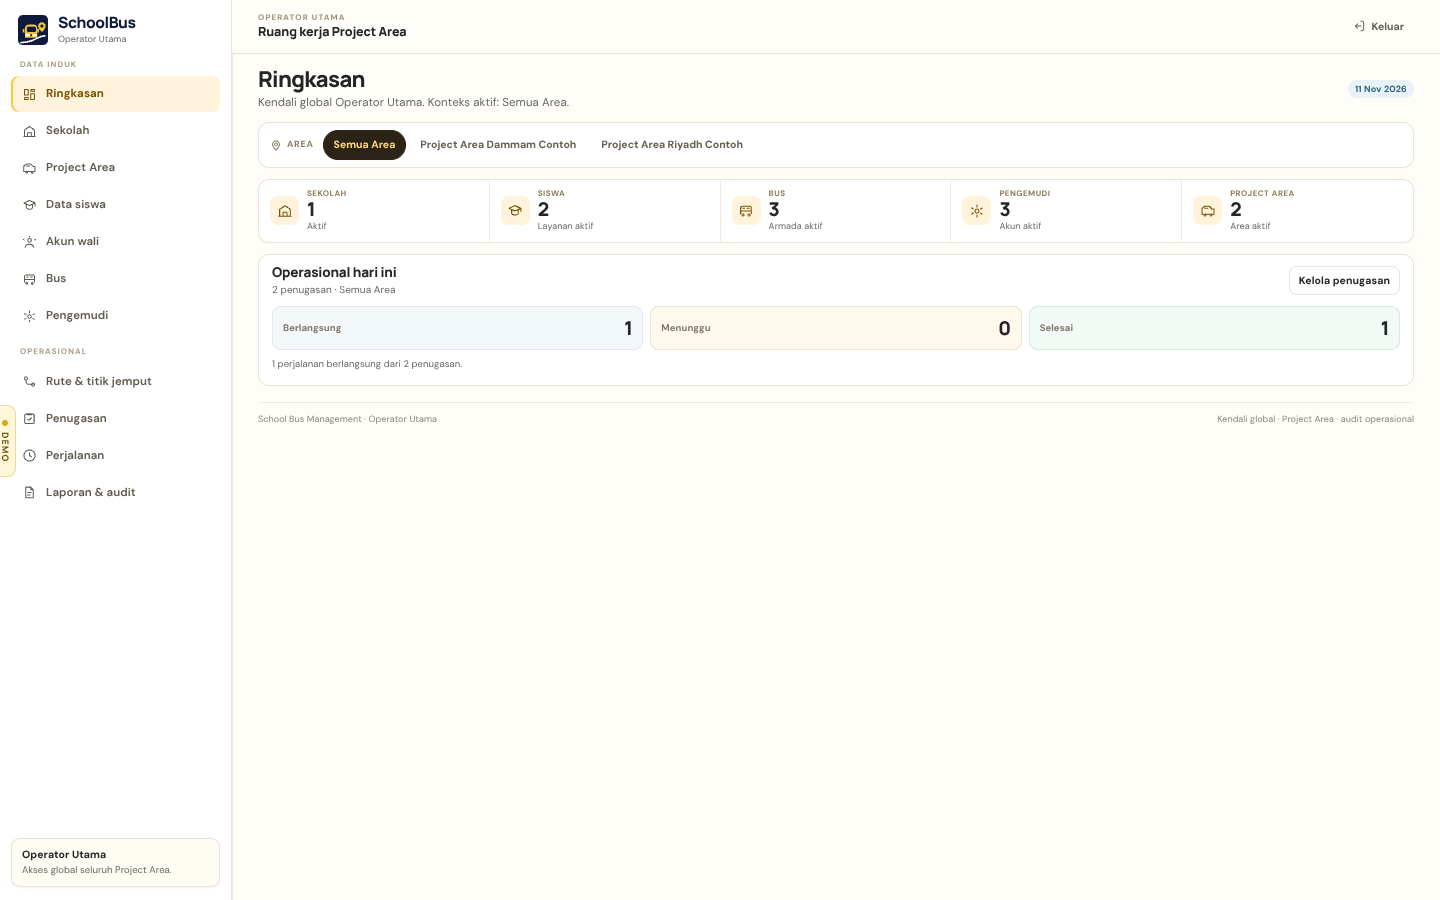 SchoolBus
Operator Utama
DATA INDUK
Ringkasan
Sekolah
Project Area
Data siswa
Akun wali
Bus
Pengemudi
OPERASIONAL
Rute & titik jemput
Penugasan
Perjalanan
Laporan & audit
DEMO
Operator Utama
Akses global seluruh Project Area.
OPERATOR UTAMA
Ruang kerja Project Area
Keluar
Ringkasan
Kendali global Operator Utama. Konteks aktif: Semua Area.
11 Nov 2026
AREA
Semua Area
Project Area Dammam Contoh
Project Area Riyadh Contoh
SEKOLAH
1
Aktif
SISWA
2
Layanan aktif
BUS
3
Armada aktif
PENGEMUDI
3
Akun aktif
PROJECT AREA
2
Area aktif
Operasional hari ini
2 penugasan · Semua Area
Kelola penugasan
Berlangsung 1
Menunggu 0
Selesai 1
1 perjalanan berlangsung dari 2 penugasan.
School Bus Management · Operator Utama
Kendali global · Project Area · audit operasional